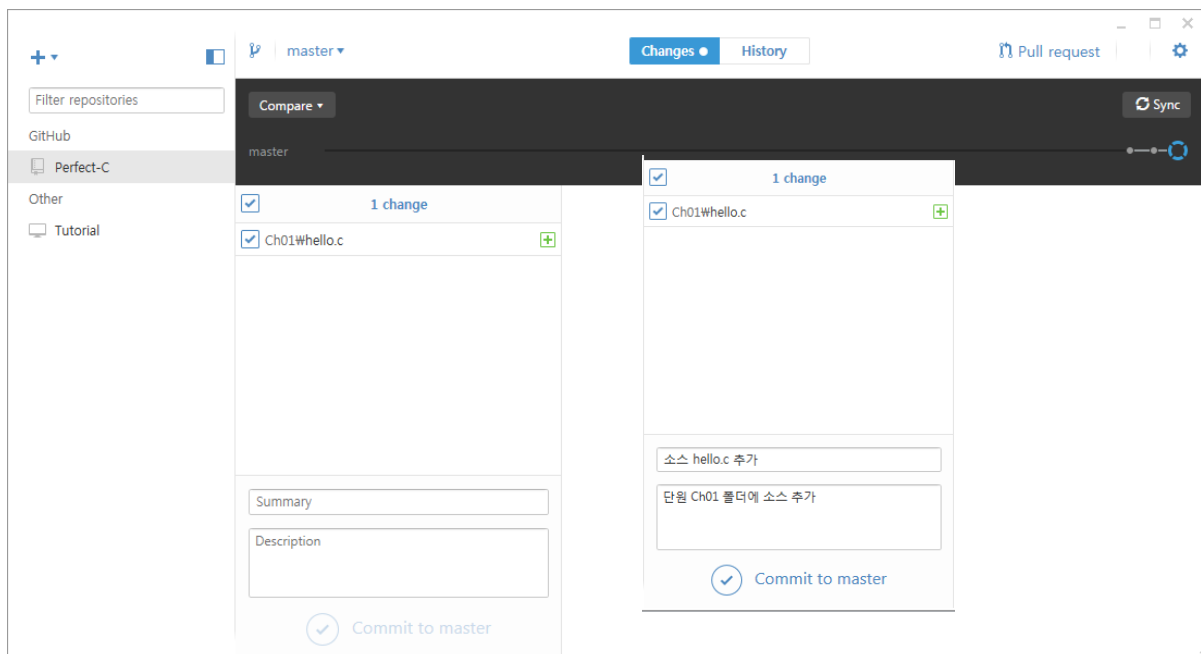 master
Changes
History
Pull request
Filter repositories
GitHub
Perfect-C
Other
Tutorial
Compare
Sync
master
1 change
Ch01₩hello.c
Summary
Description
Commit to master
1 change
Ch01₩hello.c
소스 hello.c 추가
단원 Ch01 폴더에 소스 추가
Commit to master